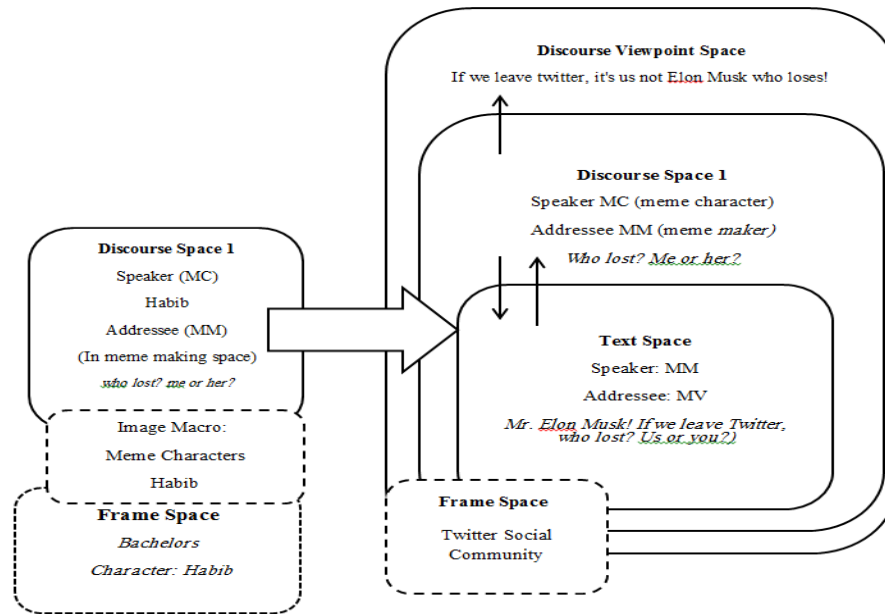 Discourse Viewpoint Space
If we leave twitter, it's us not Elon Musk who loses!
Discourse Space 1
Speaker MC (meme character)
Addressee MM (meme maker)
Who lost? Me or her?
Text Space
Speaker: MM
Addressee: MV
Mr. Elon Musk! If we leave Twitter,
who lost? Us or you?)
Frame Space
Twitter Social
Community
Discourse Space 1
Speaker (MC)
Habib
Addressee (MM)
(In meme making space)
who lost? me or her?
Image Macro:
Meme Characters
Habib
Frame Space
Bachelors
Character: Habib